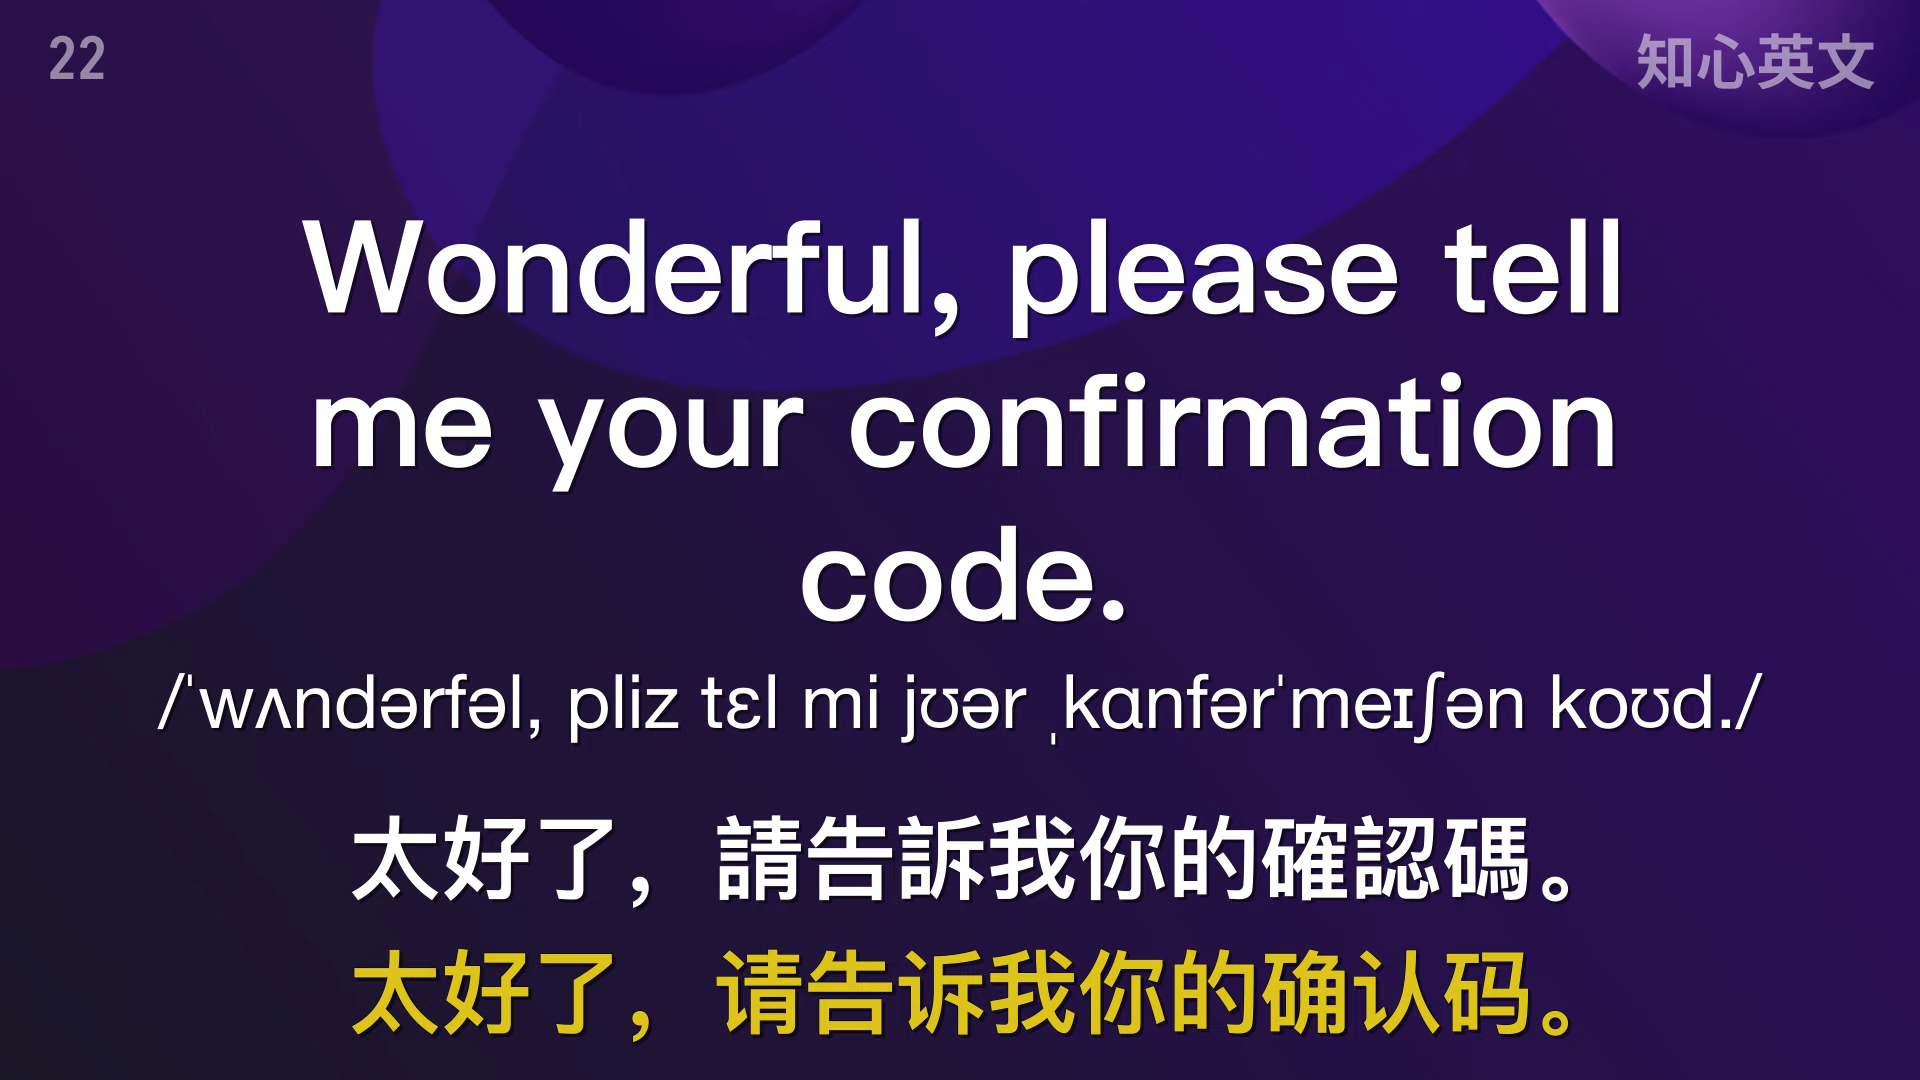 22
知心英文
Wonderful, please tell
me your confirmation
code.
/ˈwʌndərfəl, pliz tɛl mi jʊər ˌkɑnfərˈmeɪʃən koʊd./
太好了，請告訴我你的確認碼。
太好了，请告诉我你的确认码。